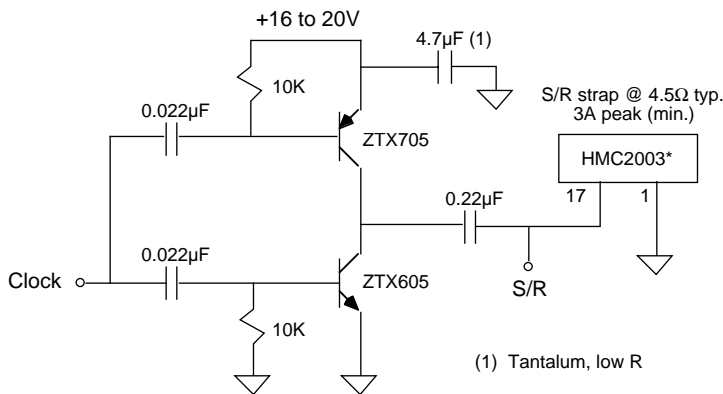 +16 to 20V
4.7µF (1)
10K
S/R strap @ 4.5Ω typ.
3A peak (min.)
0.022µF
ZTX705
HMC2003*
17
1
0.22µF
0.022µF
Clock
ZTX605
S/R
10K
(1) Tantalum, low R